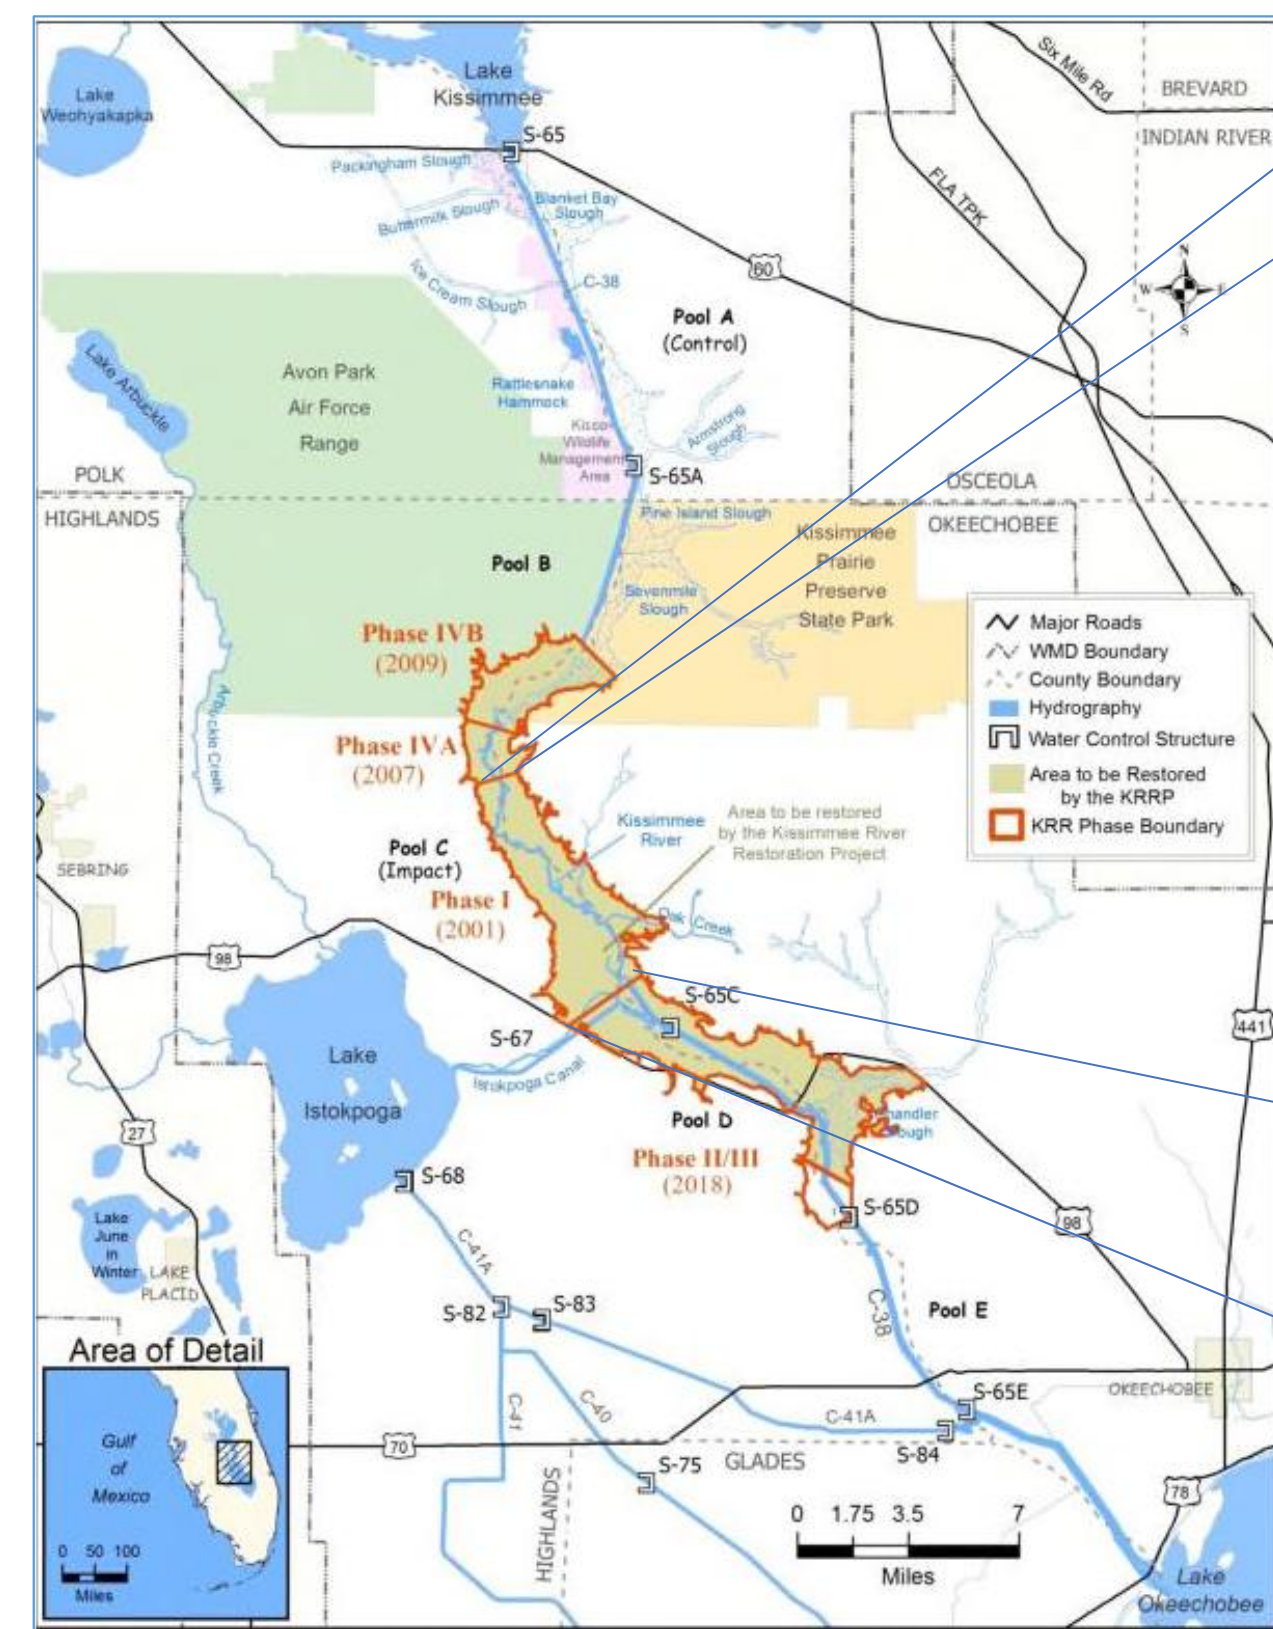 Lake
Kissimmee
Lake
Weohyakapka
Six Mile Rd
BREVARD
S-65
INDIAN RIVER
Packingham Slough
FLA TPK
Blanket Bay
Slough
Buttermilk Slough
N
W
E
S
60
Ice Cream Slough
C-38
Pool A
(Control)
Lake Arbuckle
Avon Park
Air Force
Range
Rattlesnake
Hammock
Armstrong
Slough
Kicco
Wildlife
Management
Area
S-65A
POLK
OSCEOLA
HIGHLANDS
Pine Island Slough
OKEECHOBEE
Kissimmee
Prairie
Preserve
State Park
Pool B
Sevenmile
Slough
Phase IVB
(2009)
Major Roads
WMD Boundary
County Boundary
Hydrography
Water Control Structure
Area to be Restored
by the KRRP
KRR Phase Boundary
Arbuckle Creek
Phase IVA
(2007)
Kissimmee
River
Area to be restored
by the Kissimmee River
Restoration Project
Pool C
(Impact)
SEBRING
Phase I
(2001)
Oak Creek
98
S-65C
441
S-67
Lake
Istokpoga
Istokpoga Canal
Pool D
Chandler
Slough
27
Phase II/III
(2018)
S-68
S-65D
98
Lake
June
in
Winter
LAKE
PLACID
C-41A
S-82
S-83
C-38
Pool E
Area of Detail
S-65E
OKEECHOBEE
C-41
C-40
C-41A
Gulf
of
Mexico
70
S-84
S-75
GLADES
HIGHLANDS
78
0 1.75 3.5 7
Miles
0 50 100
Miles
Lake
Okeechobee